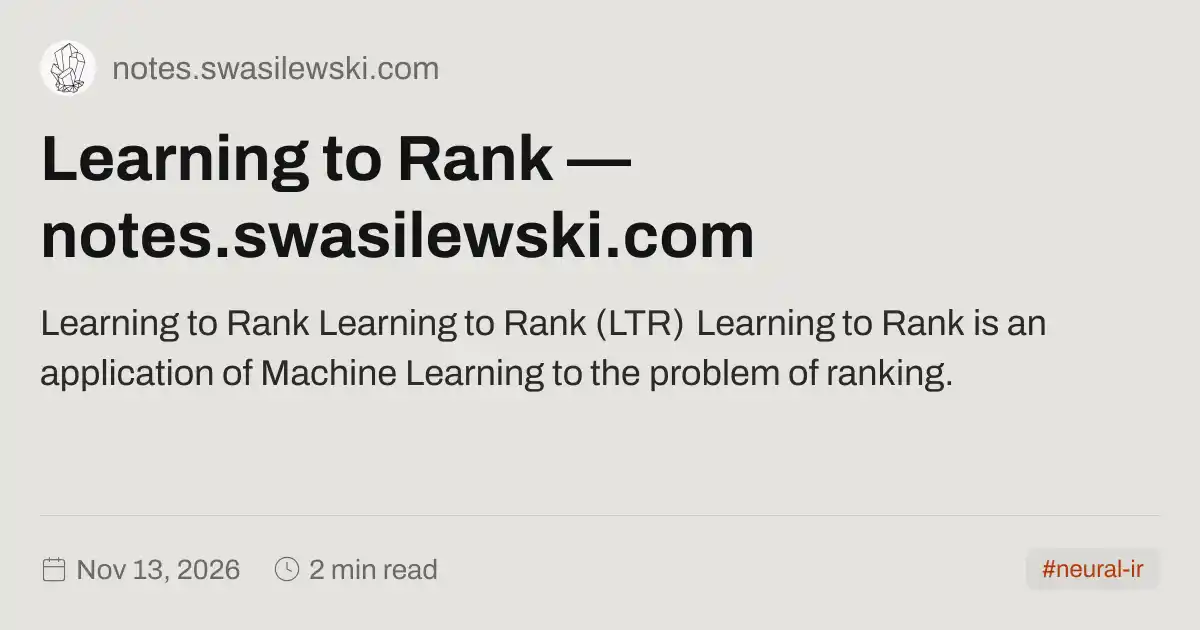 notes.swasilewski.com
Learning to Rank —
notes.swasilewski.com
Learning to Rank Learning to Rank (LTR) Learning to Rank is an
application of Machine Learning to the problem of ranking.
Nov 13, 2026 2 min read #neural-ir